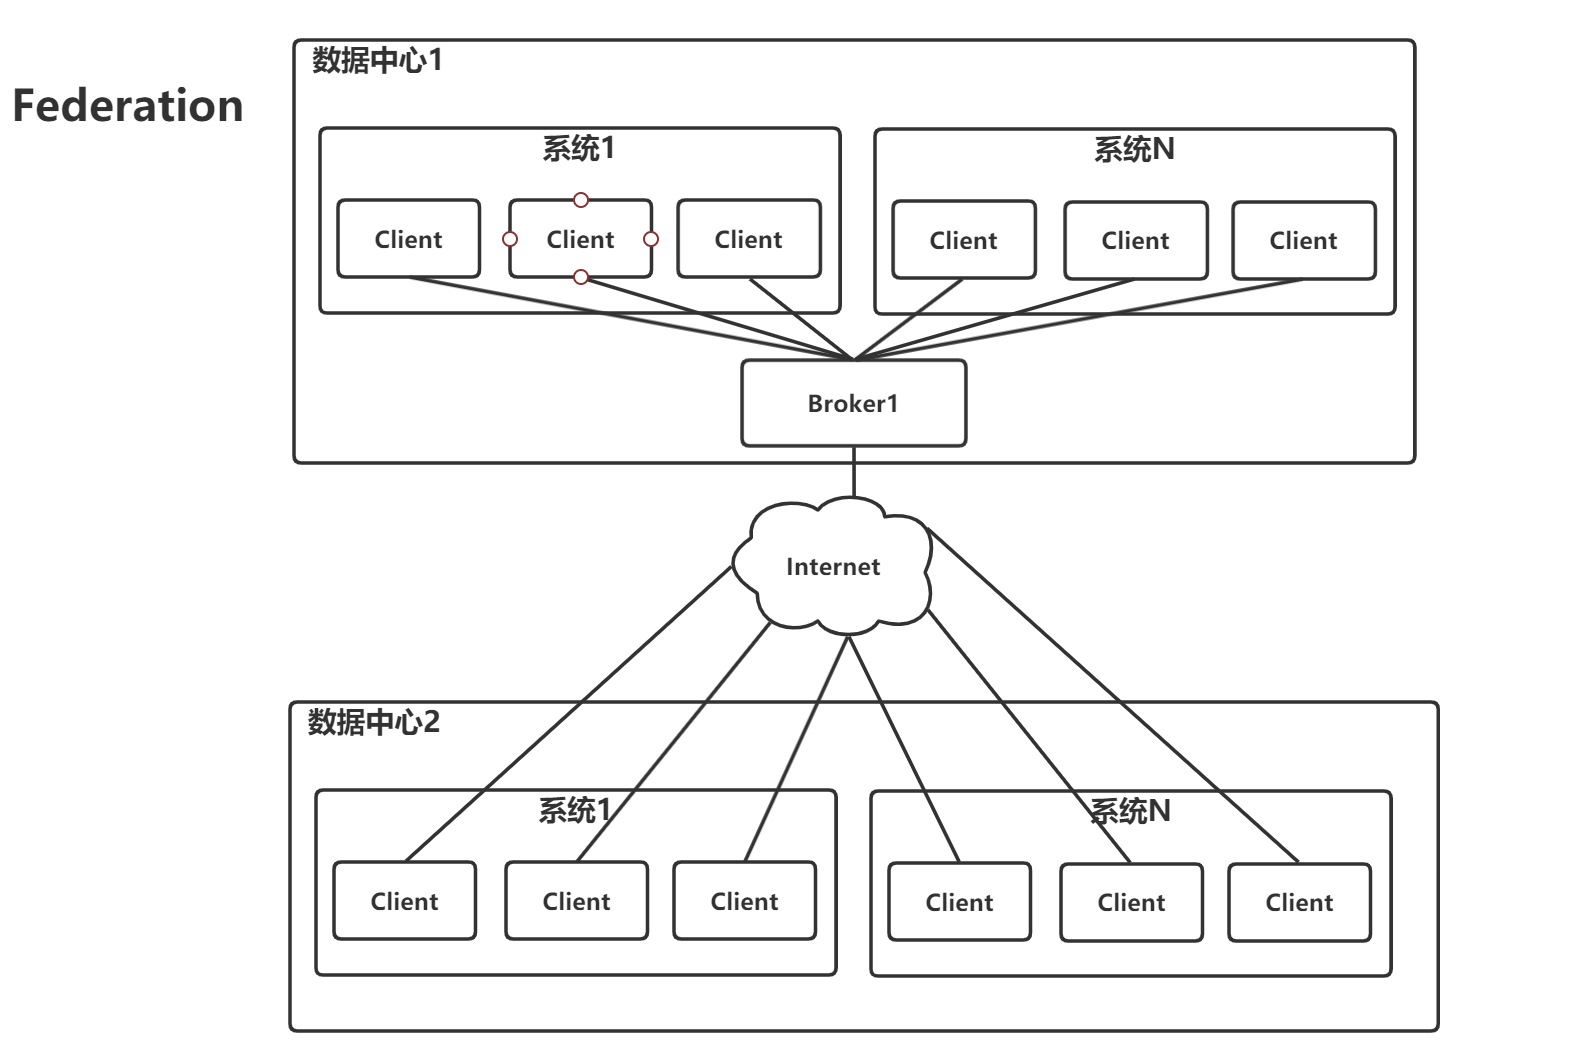 Federation
数据中心1
系统1
系统N
Client
Client
Client
Client
Client
Client
Broker1
Internet
数据中心2
系统1
系统N
Client
Client
Client
Client
Client
Client